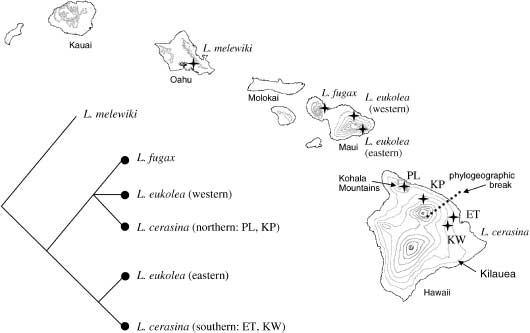 Kauai
L. melewiki
Oahu
Molokai
L. fugax
L. eukolea
(western)
L. eukolea
(eastern)
Maui
L. melewiki
L. fugax
L. eukolea (western)
L. cerasina (northern: PL, KP)
L. eukolea (eastern)
L. cerasina (southern: ET, KW)
Kohala
Mountains
PL
KP
phylogeographic
break
ET
KW
L. cerasina
Kilauea
Hawaii